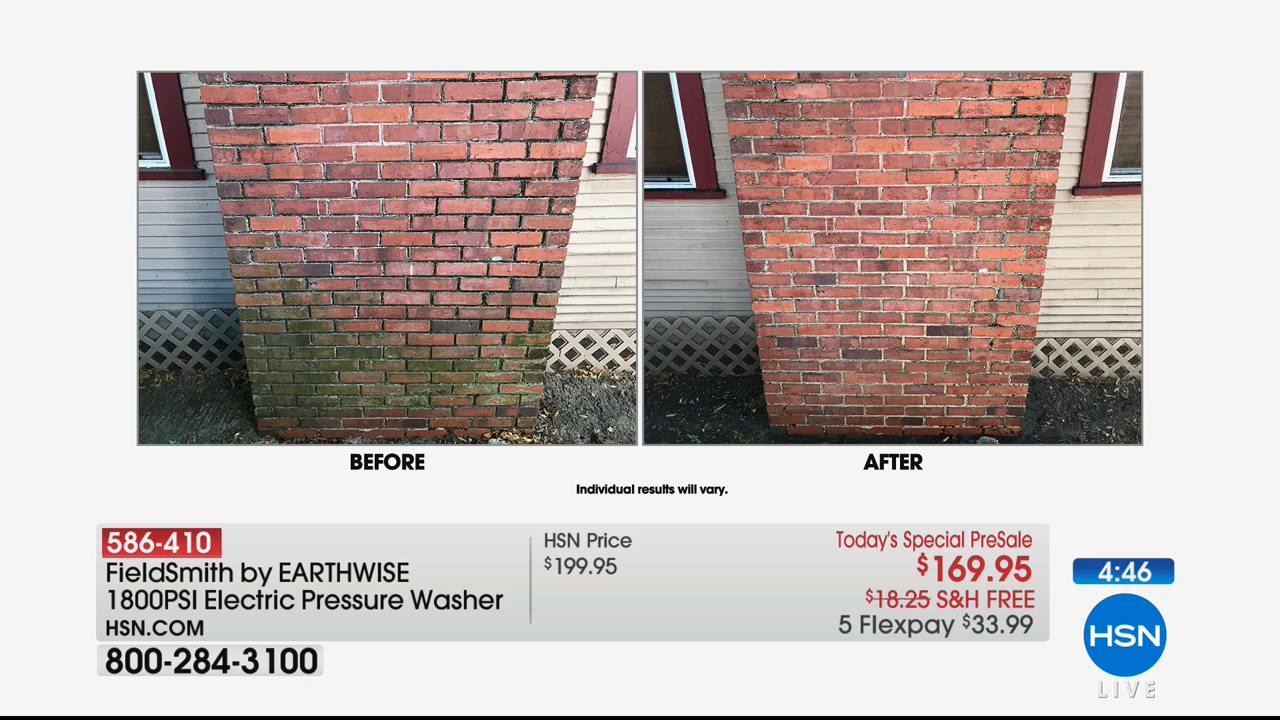 BEFORE
AFTER
Individual results will vary.
586-410
FieldSmith by EARTHWISE
1800PSI Electric Pressure Washer
HSN.COM
800-284-3100
HSN Price
$199.95
Today's Special PreSale
$169.95
$18.25 S&H FREE
5 Flexpay $33.99
4:46
HSN
LIVE